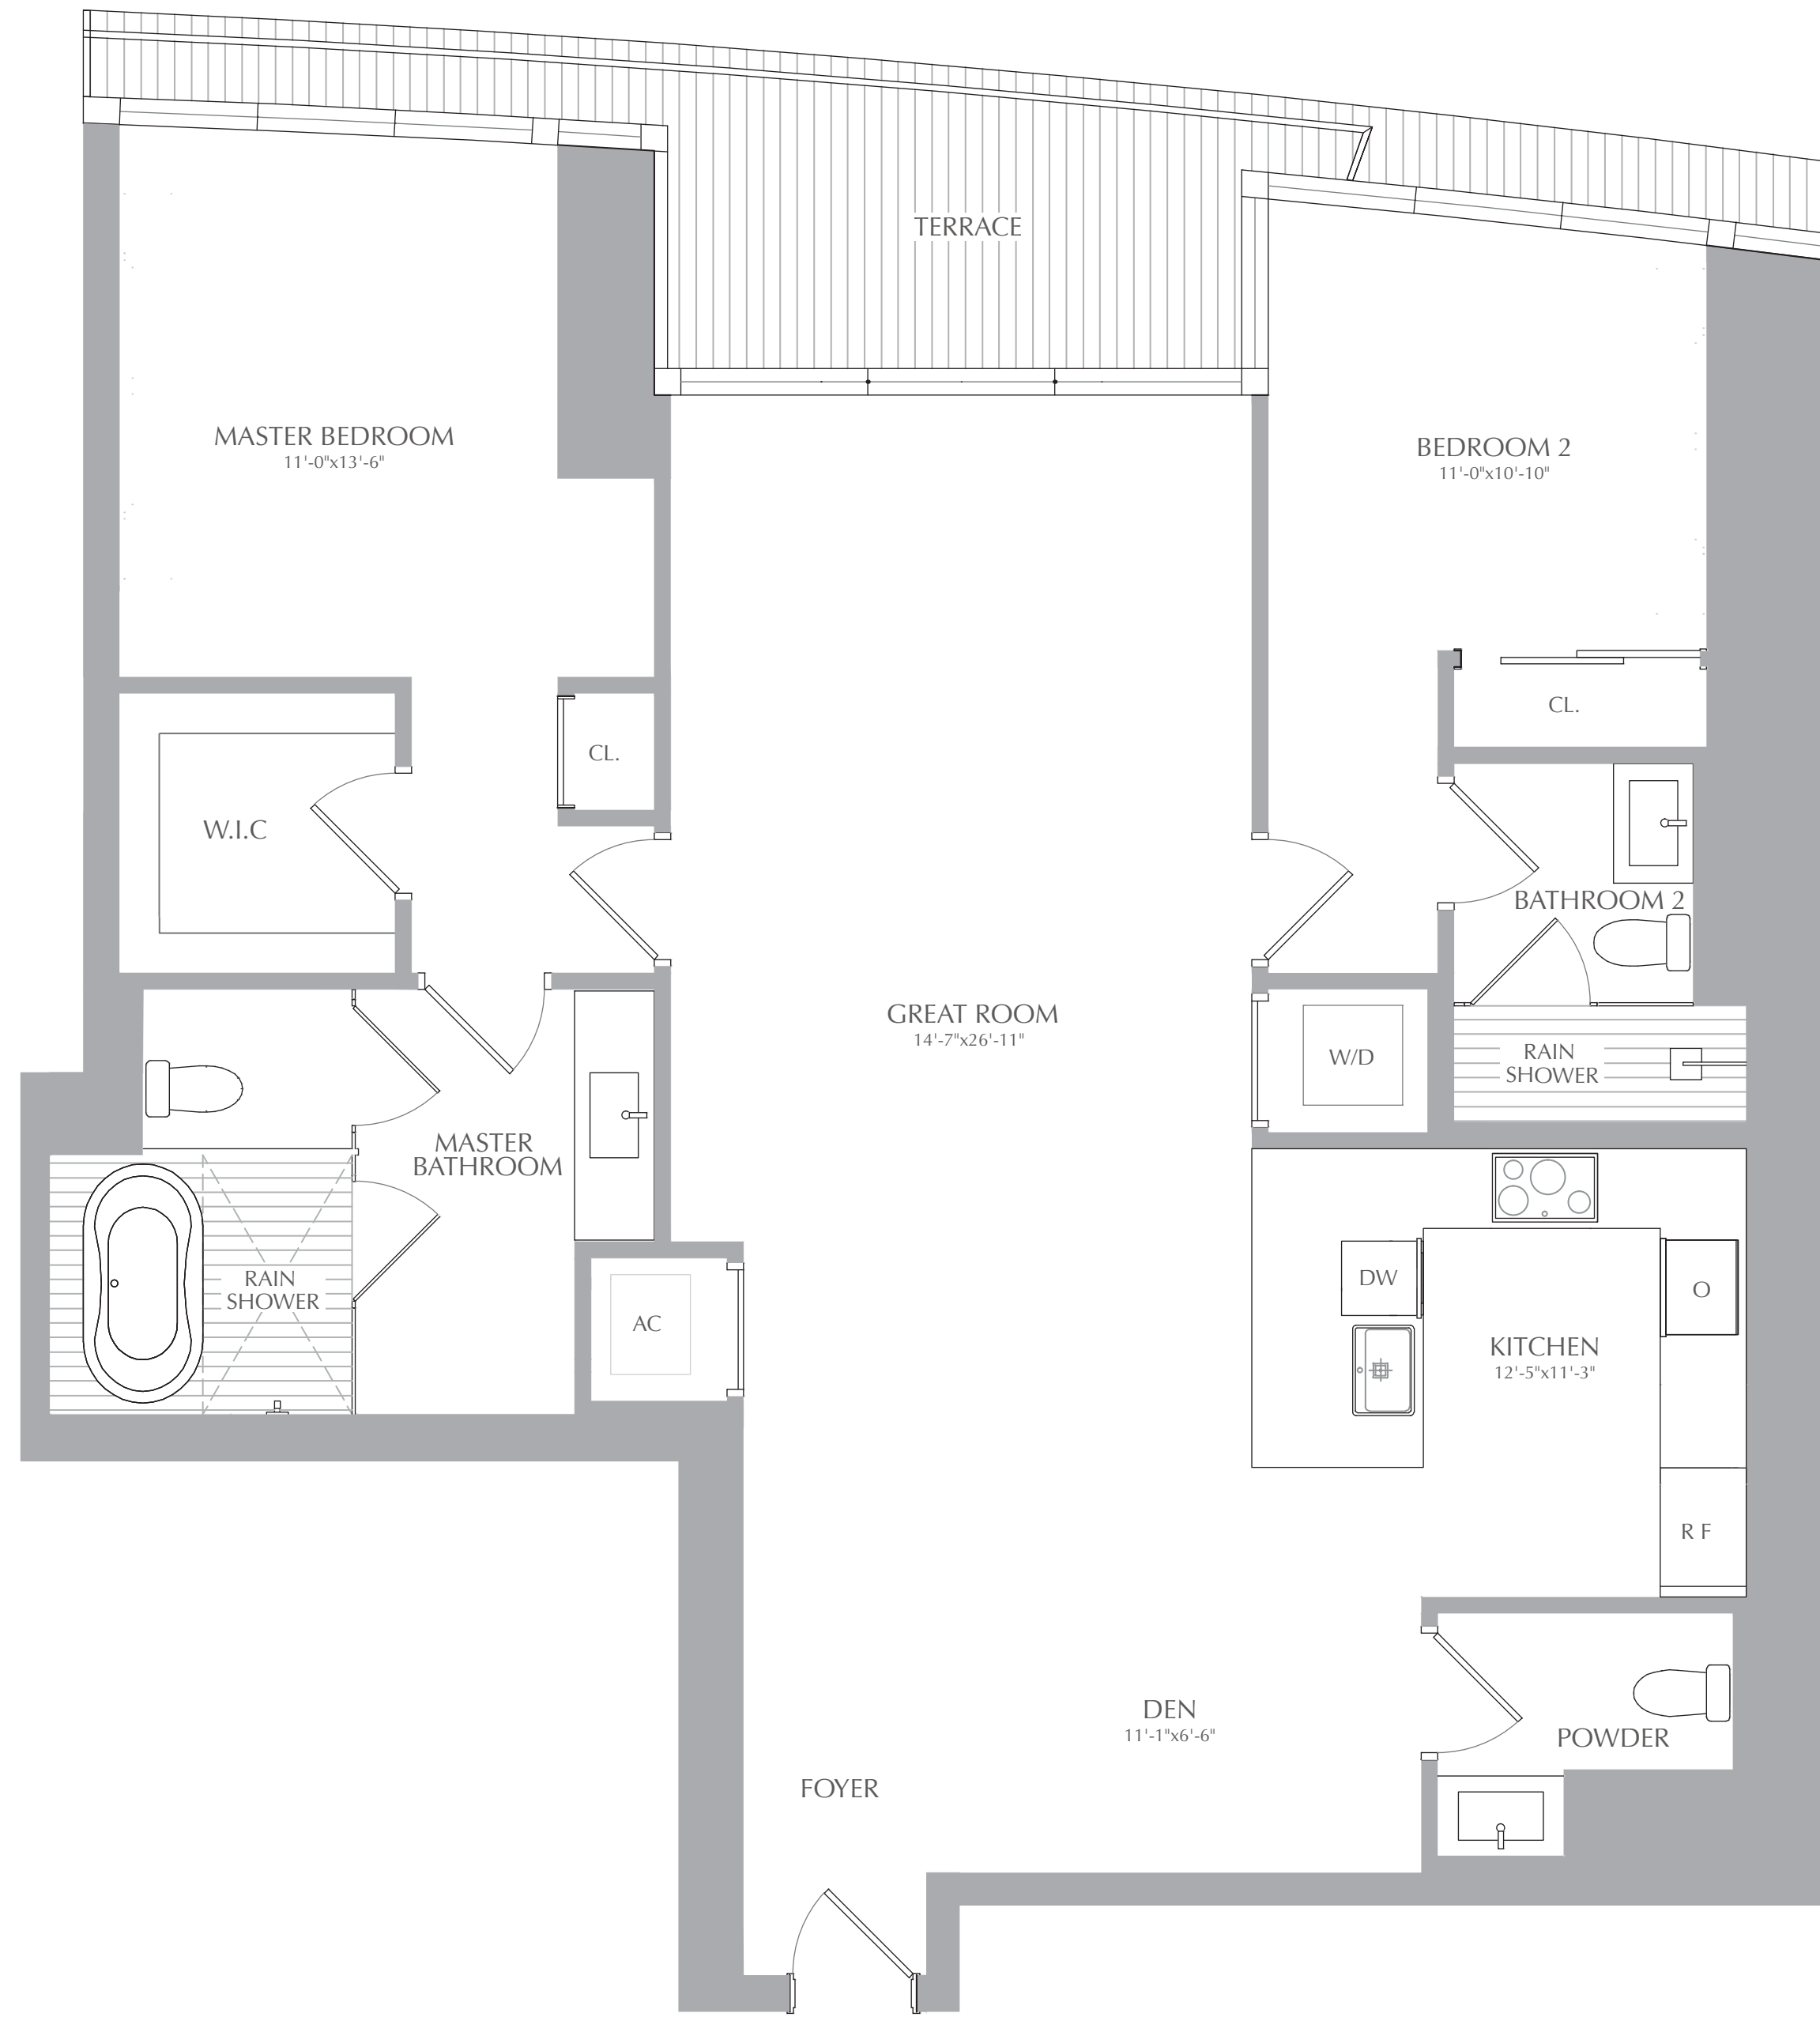 TERRACE
MASTER BEDROOM
11'-0"x13'-6"
BEDROOM 2
11'-0"x10'-10"
CL.
CL.
W.I.C
BATHROOM 2
GREAT ROOM
14'-7"x26'-11"
W/D
RAIN
SHOWER
MASTER
BATHROOM
RAIN
SHOWER
AC
DW
O
KITCHEN
12'-5"x11'-3"
R F
DEN
11'-1"x6'-6"
POWDER
FOYER